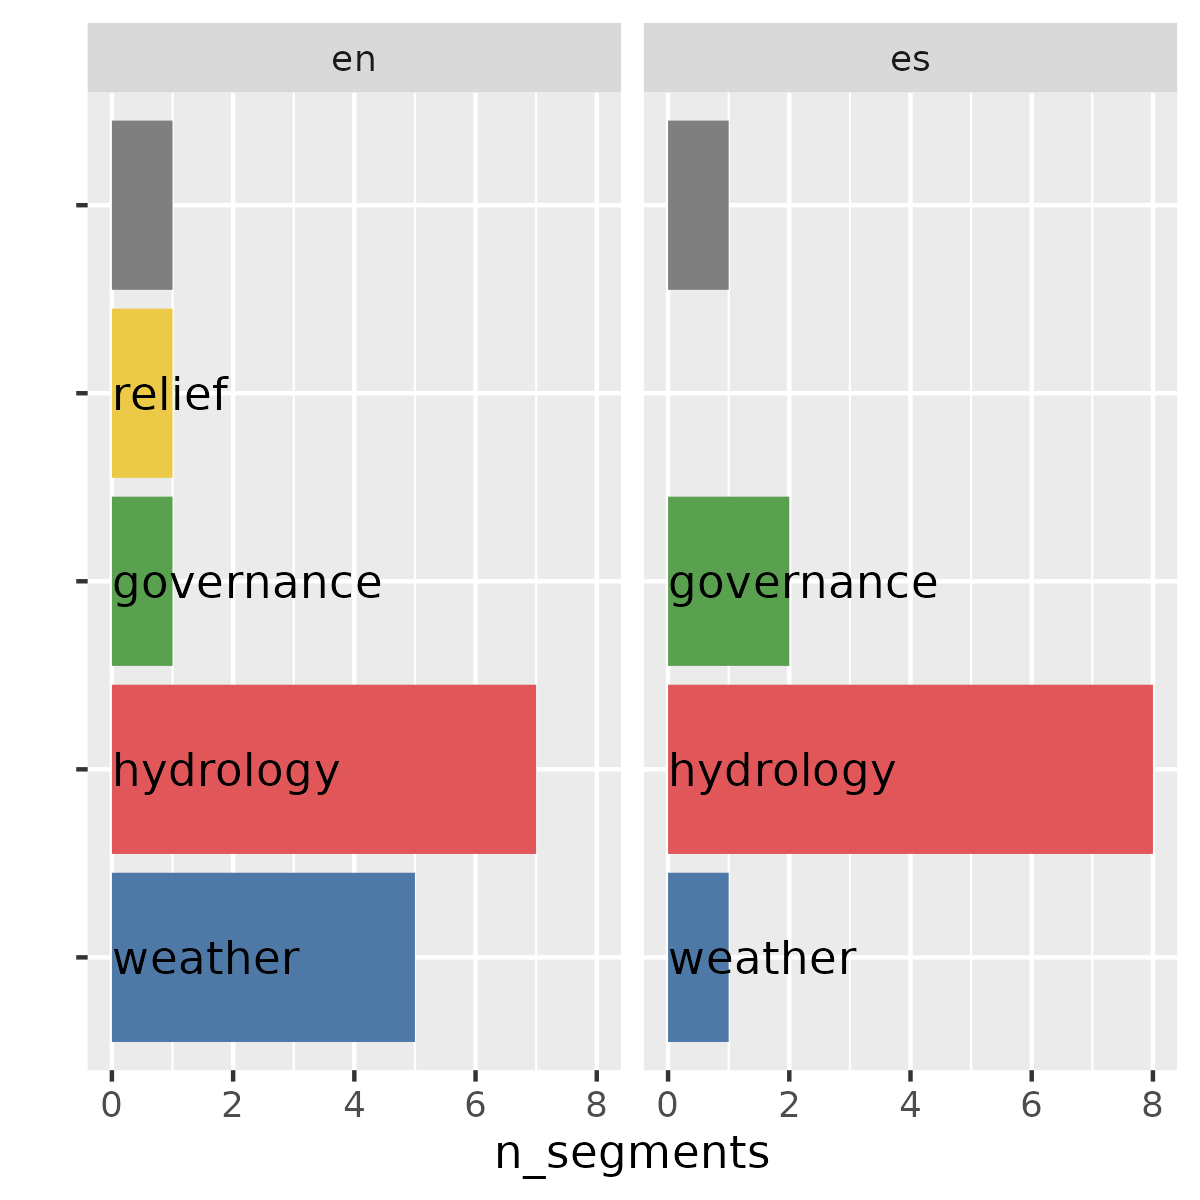 en
es
relief
governance
governance
hydrology
hydrology
weather
weather
0 2 4 6 8
0 2 4 6 8
n_segments